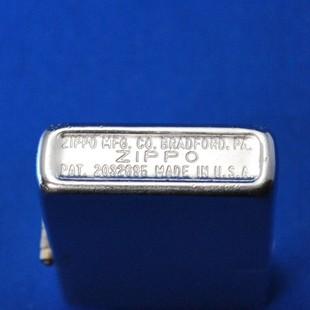 ZIPPO MFG. CO. BRADFORD, PA.
ZIPPO
PAT. 2032695 MADE IN U.S.A.